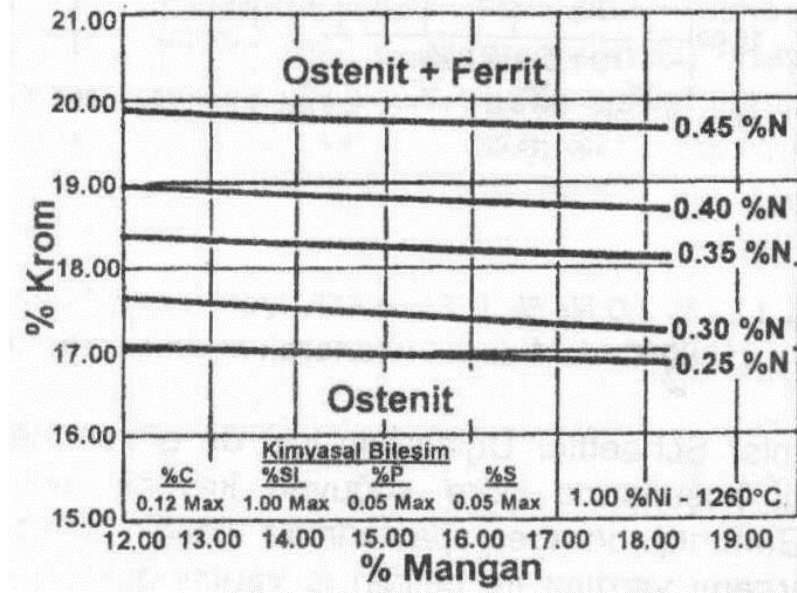 21.00
Ostenit + Ferrit
20.00
0.45 %N
19.00
0.40 %N
0.35 %N
18.00
0.30 %N
17.00
0.25 %N
Ostenit
16.00
Kimyasal Bileşim
%C %Si %P %S
0.12 Max 1.00 Max 0.05 Max 0.05 Max 1.00 %Ni - 1260°C
15.00
12.00 13.00 14.00 15.00 16.00 17.00 18.00 19.00
% Mangan
% Krom